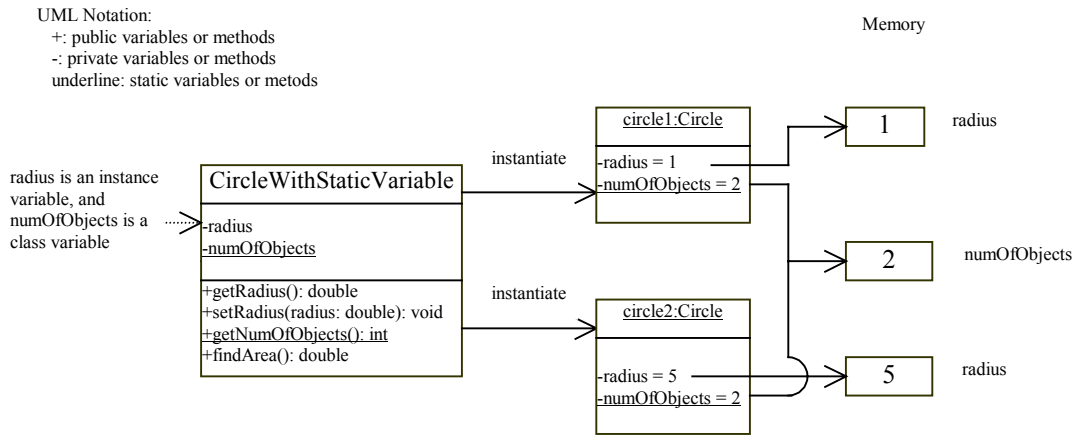 UML Notation:
+: public variables or methods
-: private variables or methods
underline: static variables or metods
Memory
radius is an instance
variable, and
numOfObjects is a
class variable
CircleWithStaticVariable
-radius
-numOfObjects
+getRadius(): double
+setRadius(radius: double): void
+getNumOfObjects(): int
+findArea(): double
instantiate
instantiate
circle1:Circle
-radius = 1
-numOfObjects = 2
circle2:Circle
-radius = 5
-numOfObjects = 2
1
radius
2
numOfObjects
5
radius